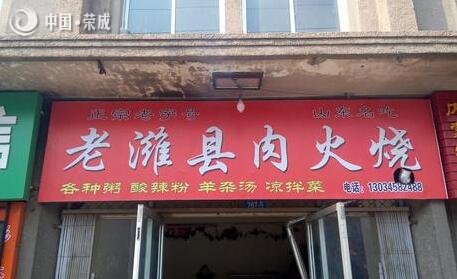 中国·荣成
正宗老字号 山东名吃
老潍县肉火烧
各种粥 酸辣粉 羊杂汤 凉拌菜 电话:13034582488
信